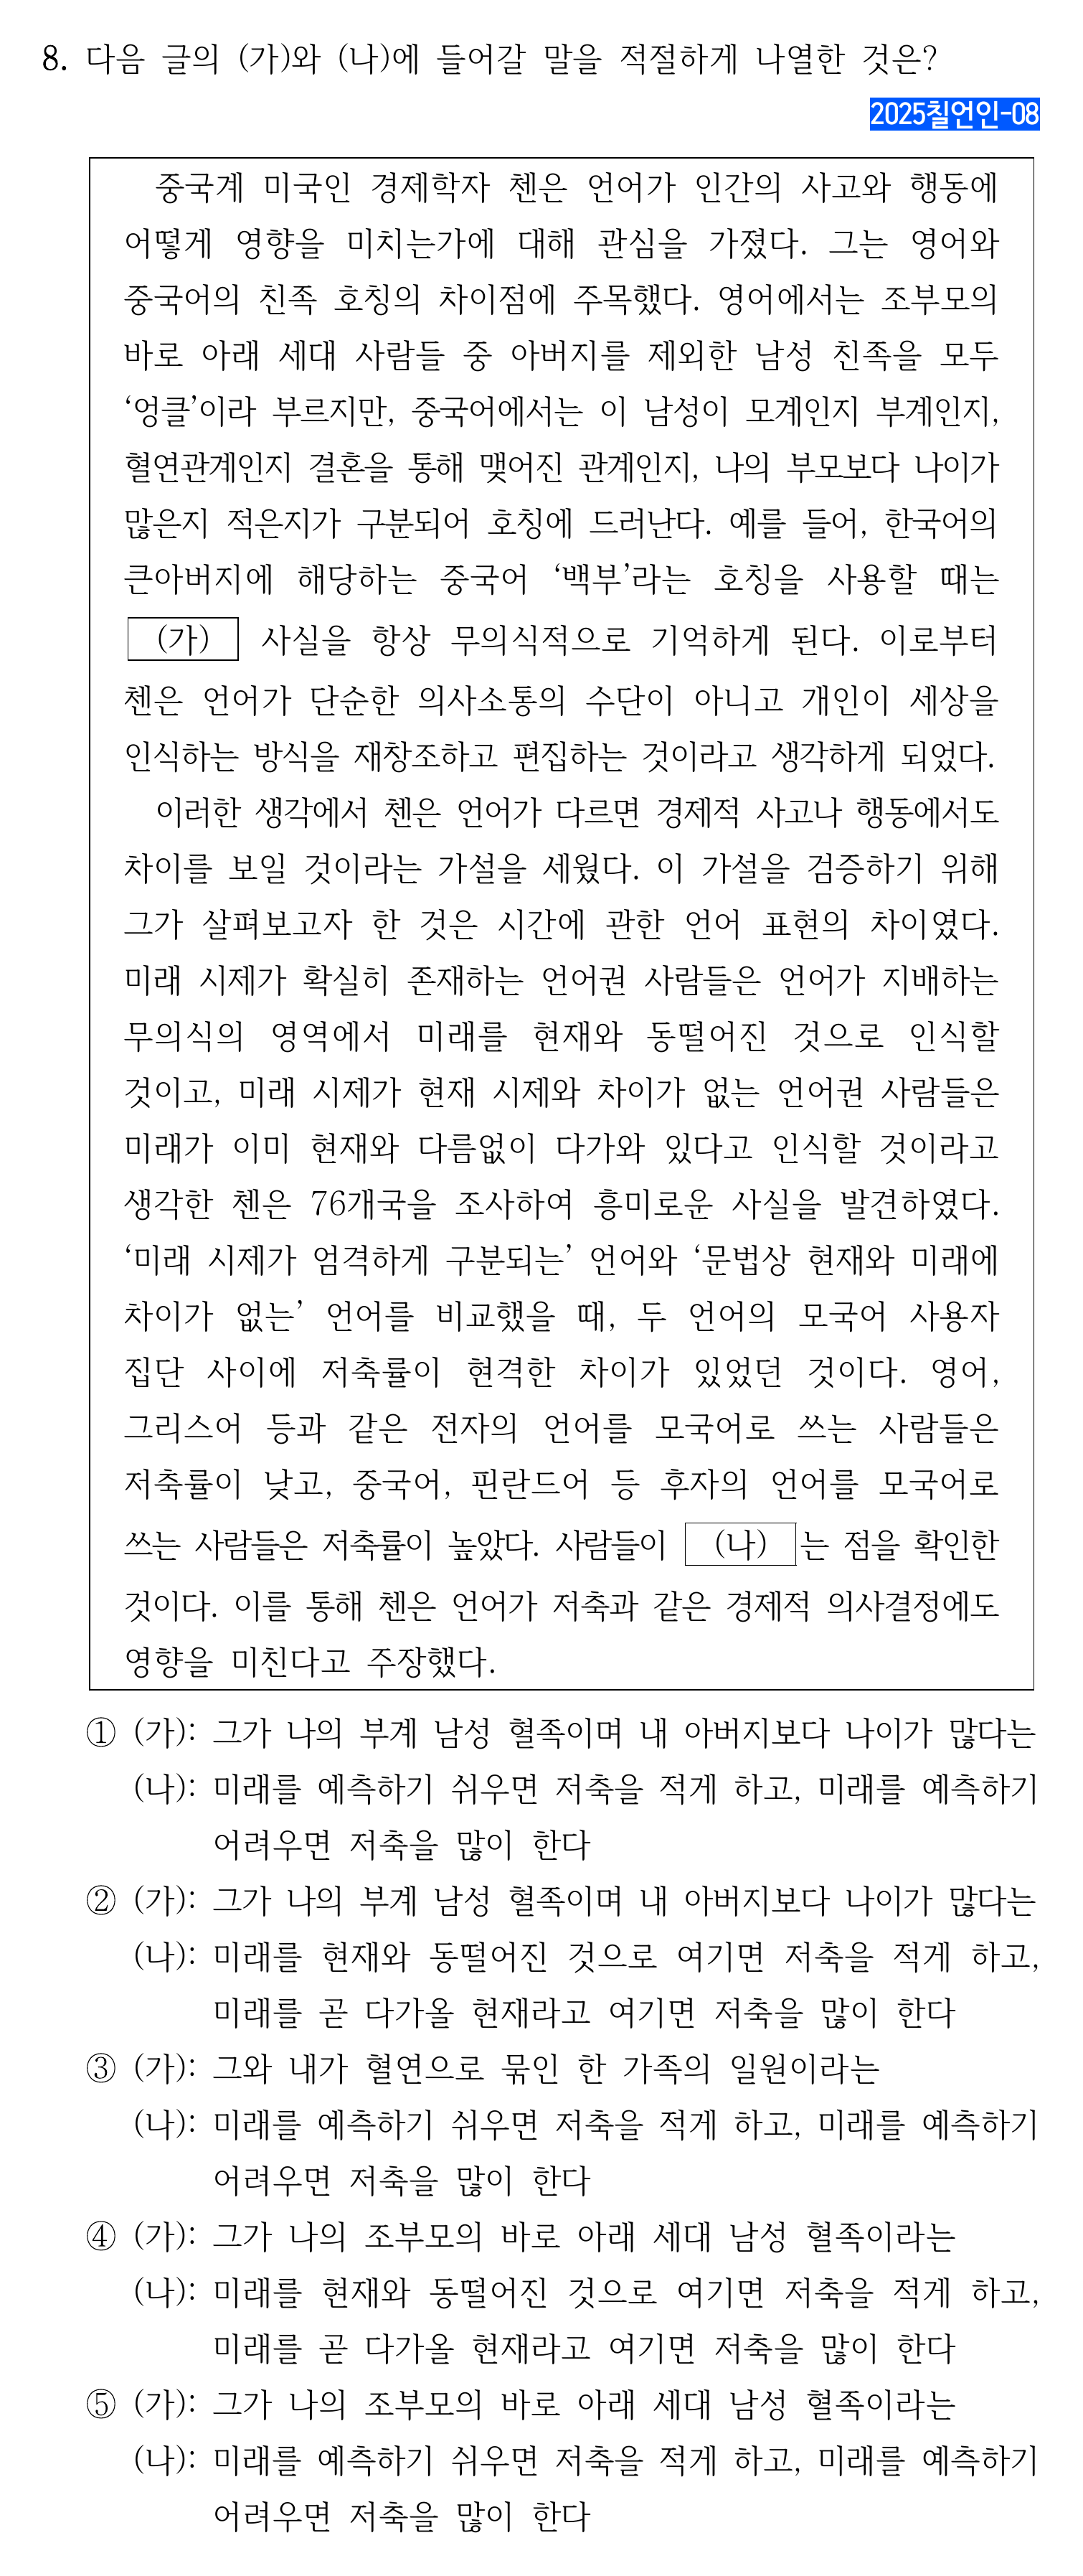 8. 다음 글의 (가)와 (나)에 들어갈 말을 적절하게 나열한 것은?
2025칠언인-08
중국계 미국인 경제학자 첸은 언어가 인간의 사고와 행동에
어떻게 영향을 미치는가에 대해 관심을 가졌다. 그는 영어와
중국어의 친족 호칭의 차이점에 주목했다. 영어에서는 조부모의
바로 아래 세대 사람들 중 아버지를 제외한 남성 친족을 모두
‘엉클’이라 부르지만, 중국어에서는 이 남성이 모계인지 부계인지,
혈연관계인지 결혼을 통해 맺어진 관계인지, 나의 부모보다 나이가
많은지 적은지가 구분되어 호칭에 드러난다. 예를 들어, 한국어의
큰아버지에 해당하는 중국어 ‘백부’라는 호칭을 사용할 때는
(가) 사실을 항상 무의식적으로 기억하게 된다. 이로부터
첸은 언어가 단순한 의사소통의 수단이 아니고 개인이 세상을
인식하는 방식을 재창조하고 편집하는 것이라고 생각하게 되었다.
이러한 생각에서 첸은 언어가 다르면 경제적 사고나 행동에서도
차이를 보일 것이라는 가설을 세웠다. 이 가설을 검증하기 위해
그가 살펴보고자 한 것은 시간에 관한 언어 표현의 차이였다.
미래 시제가 확실히 존재하는 언어권 사람들은 언어가 지배하는
무의식의 영역에서 미래를 현재와 동떨어진 것으로 인식할
것이고, 미래 시제가 현재 시제와 차이가 없는 언어권 사람들은
미래가 이미 현재와 다름없이 다가와 있다고 인식할 것이라고
생각한 첸은 76개국을 조사하여 흥미로운 사실을 발견하였다.
‘미래 시제가 엄격하게 구분되는’ 언어와 ‘문법상 현재와 미래에
차이가 없는’ 언어를 비교했을 때, 두 언어의 모국어 사용자
집단 사이에 저축률이 현격한 차이가 있었던 것이다. 영어,
그리스어 등과 같은 전자의 언어를 모국어로 쓰는 사람들은
저축률이 낮고, 중국어, 핀란드어 등 후자의 언어를 모국어로
쓰는 사람들은 저축률이 높았다. 사람들이 (나) 는 점을 확인한
것이다. 이를 통해 첸은 언어가 저축과 같은 경제적 의사결정에도
영향을 미친다고 주장했다.
① (가): 그가 나의 부계 남성 혈족이며 내 아버지보다 나이가 많다는
(나): 미래를 예측하기 쉬우면 저축을 적게 하고, 미래를 예측하기
어려우면 저축을 많이 한다
② (가): 그가 나의 부계 남성 혈족이며 내 아버지보다 나이가 많다는
(나): 미래를 현재와 동떨어진 것으로 여기면 저축을 적게 하고,
미래를 곧 다가올 현재라고 여기면 저축을 많이 한다
③ (가): 그와 내가 혈연으로 묶인 한 가족의 일원이라는
(나): 미래를 예측하기 쉬우면 저축을 적게 하고, 미래를 예측하기
어려우면 저축을 많이 한다
④ (가): 그가 나의 조부모의 바로 아래 세대 남성 혈족이라는
(나): 미래를 현재와 동떨어진 것으로 여기면 저축을 적게 하고,
미래를 곧 다가올 현재라고 여기면 저축을 많이 한다
⑤ (가): 그가 나의 조부모의 바로 아래 세대 남성 혈족이라는
(나): 미래를 예측하기 쉬우면 저축을 적게 하고, 미래를 예측하기
어려우면 저축을 많이 한다